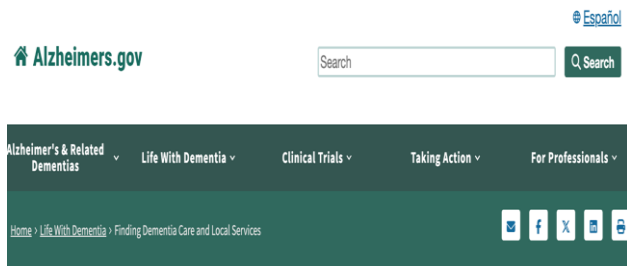 Español
Alzheimers.gov
Search
Search
Alzheimer's & Related
Dementias
Life With Dementia
Clinical Trials
Taking Action
For Professionals
Home › Life With Dementia › Finding Dementia Care and Local Services